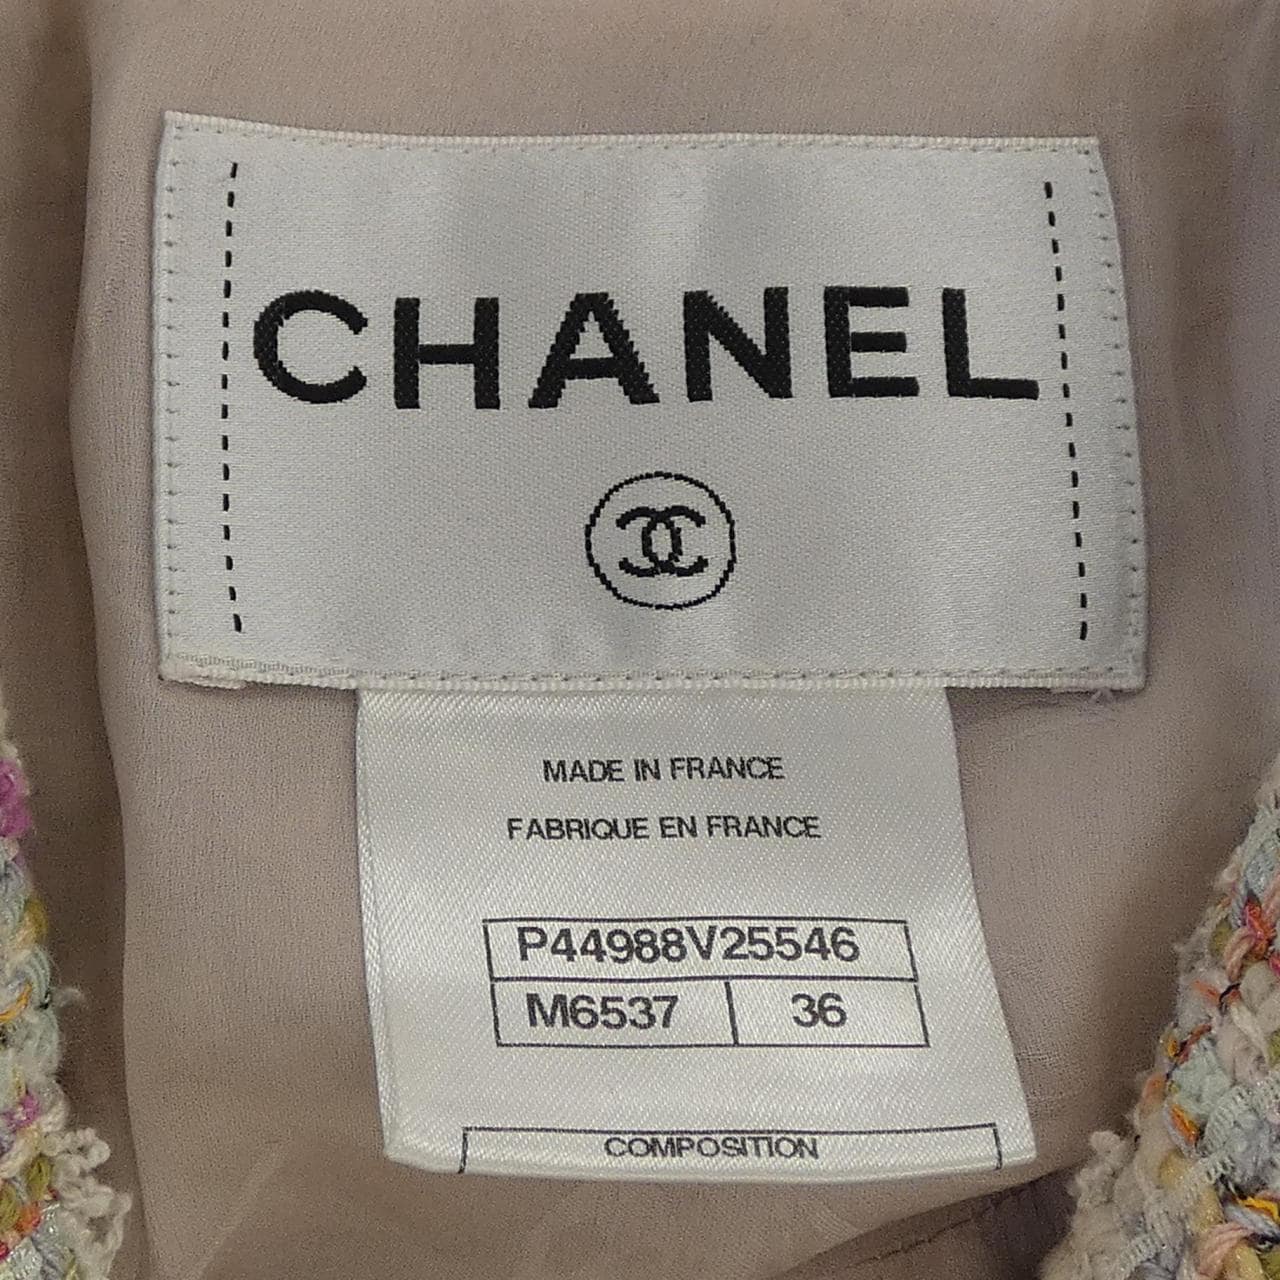 CHANEL
MADE IN FRANCE
FABRIQUE EN FRANCE
P44988V25546
M6537 36
COMPOSITION